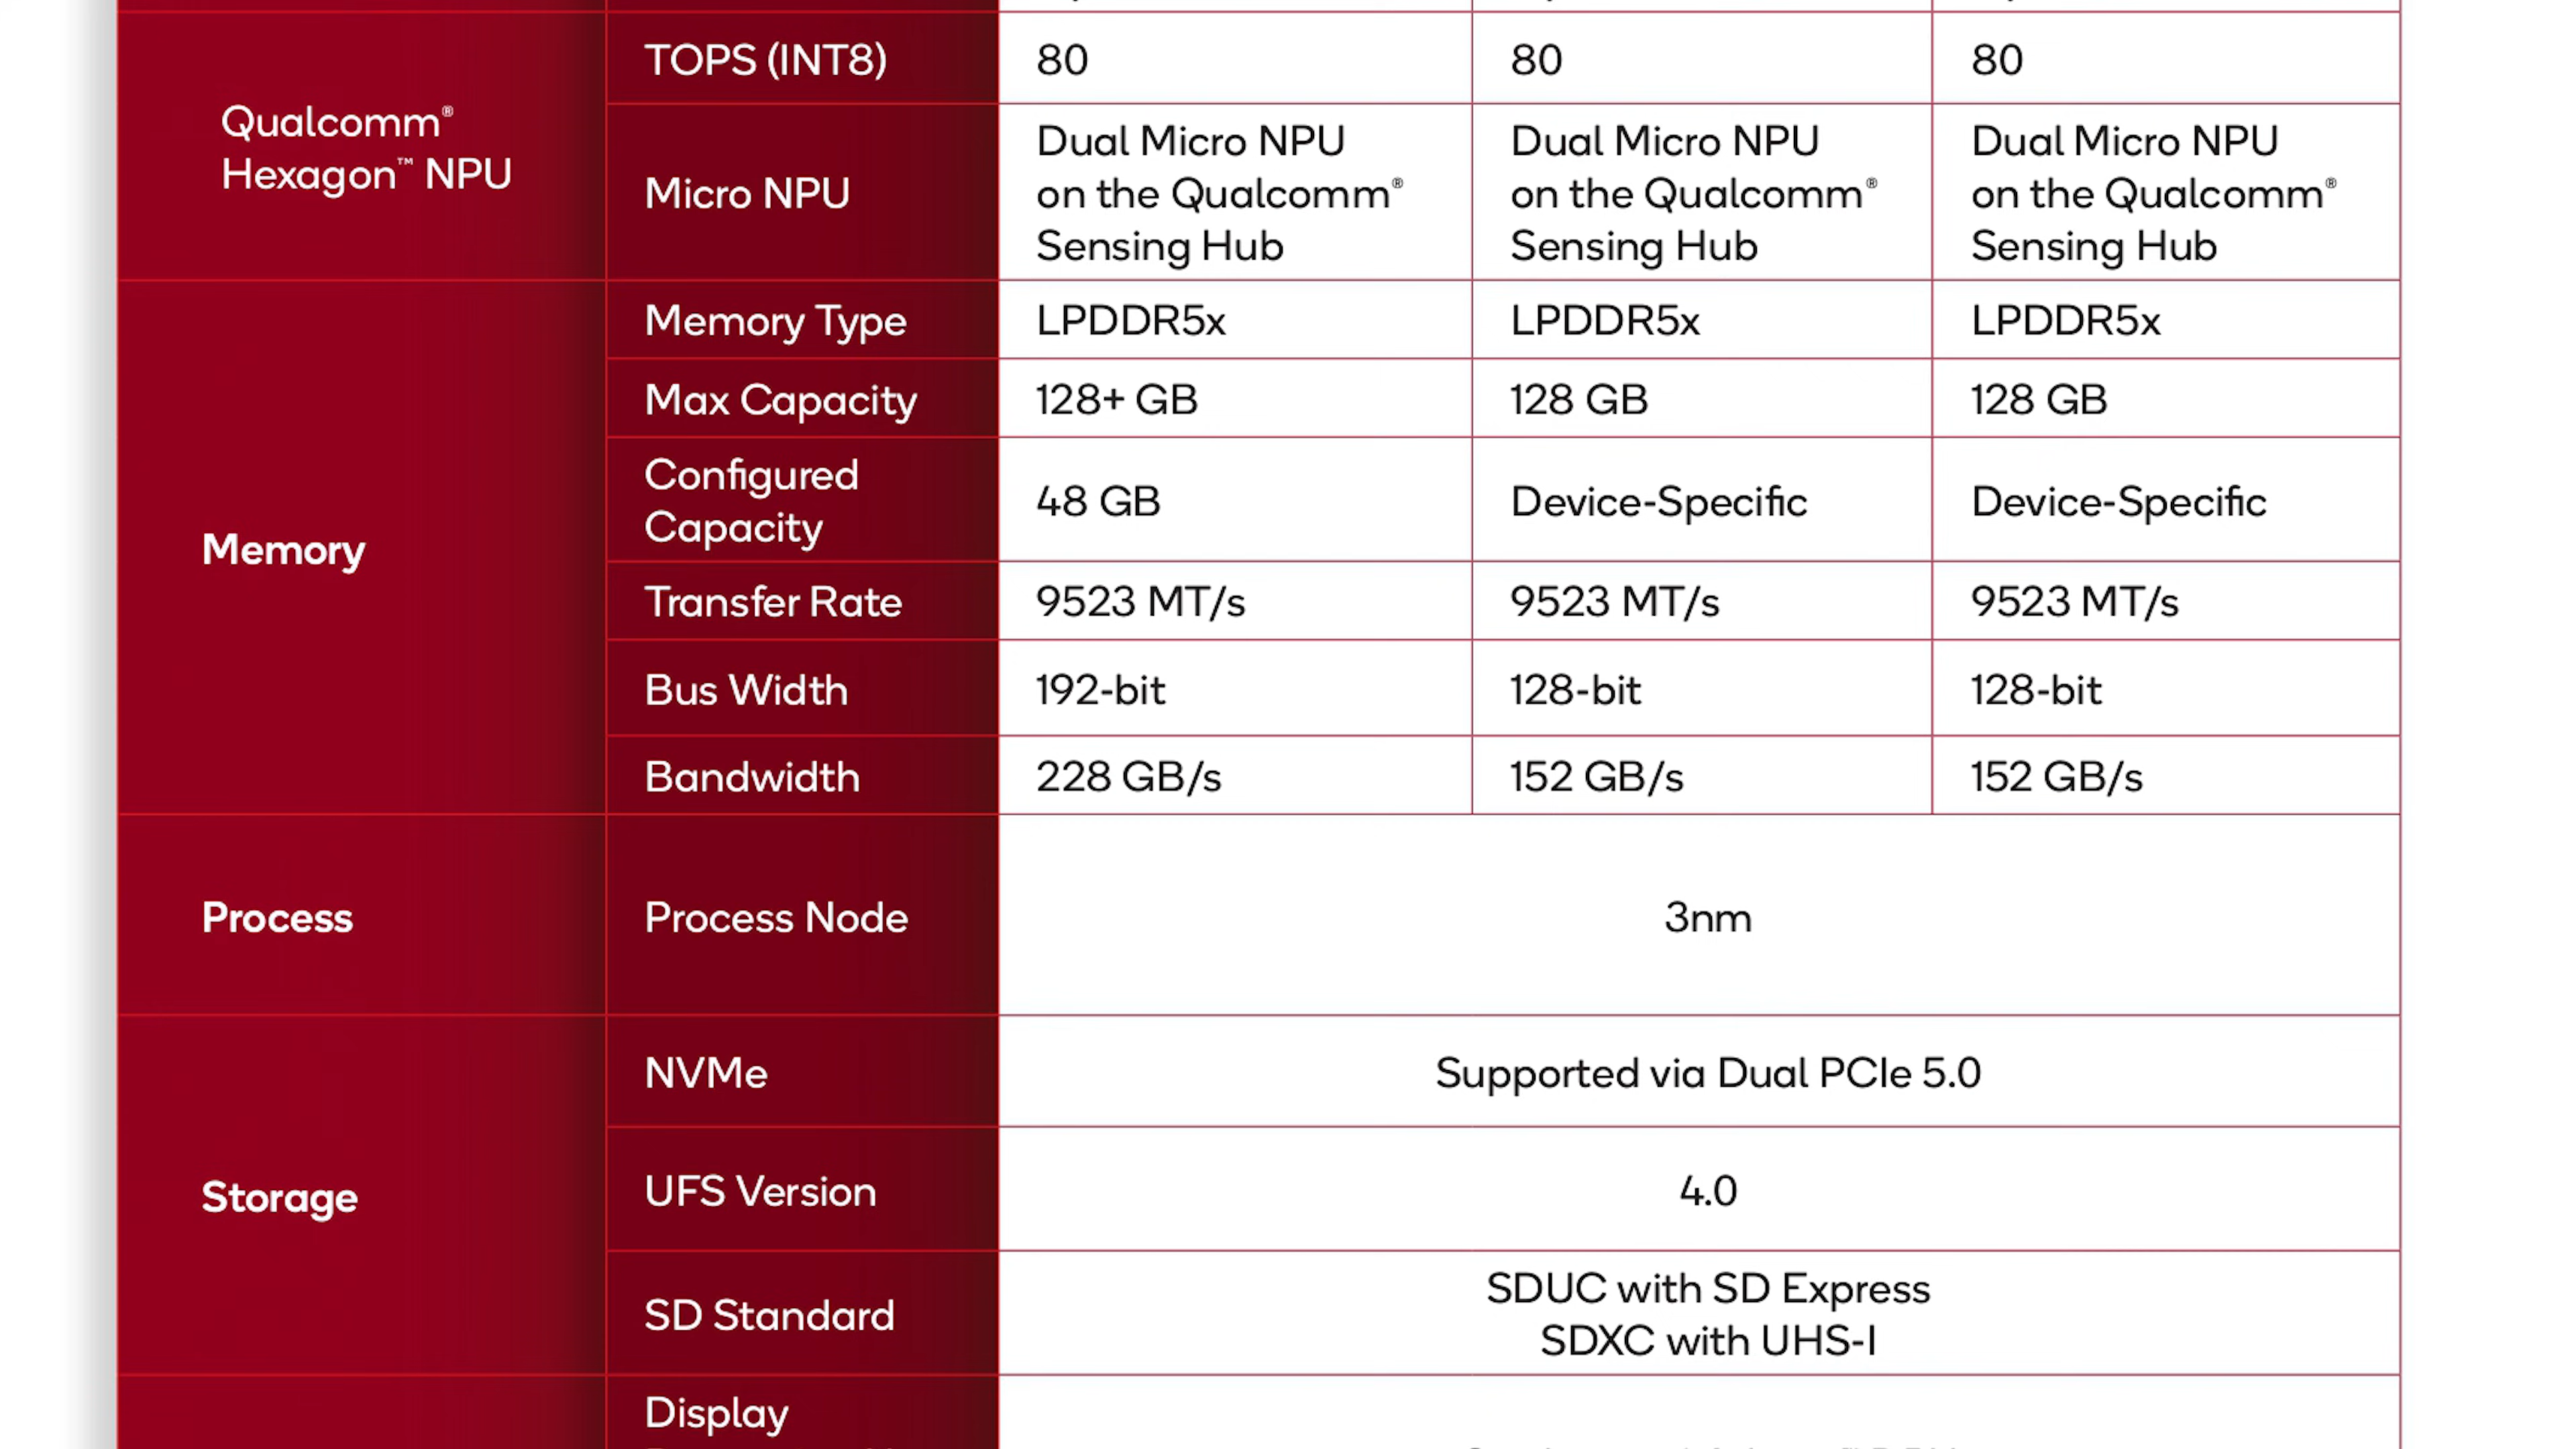 TOPS (INT8) 80 80 80
Qualcomm®
Hexagon™ NPU
Micro NPU
Dual Micro NPU
on the Qualcomm®
Sensing Hub
Dual Micro NPU
on the Qualcomm®
Sensing Hub
Dual Micro NPU
on the Qualcomm®
Sensing Hub
Memory
Memory Type LPDDR5x LPDDR5x LPDDR5x
Max Capacity 128+ GB 128 GB 128 GB
Configured
Capacity
48 GB Device-Specific Device-Specific
Transfer Rate 9523 MT/s 9523 MT/s 9523 MT/s
Bus Width 192-bit 128-bit 128-bit
Bandwidth 228 GB/s 152 GB/s 152 GB/s
Process Process Node 3nm
Storage
NVMe Supported via Dual PCIe 5.0
UFS Version 4.0
SD Standard
SDUC with SD Express
SDXC with UHS-I
Display